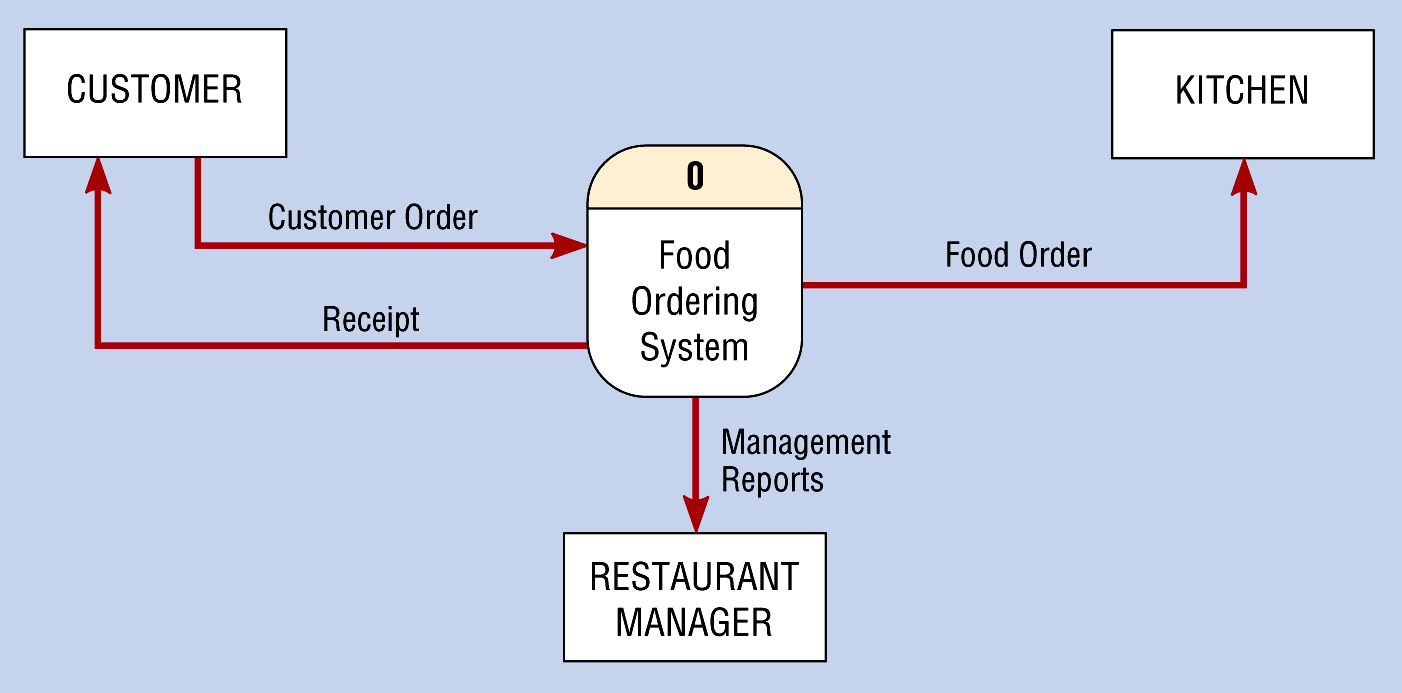 CUSTOMER
KITCHEN
0
Customer Order
Food
Ordering
System
Food Order
Receipt
Management
Reports
RESTAURANT
MANAGER